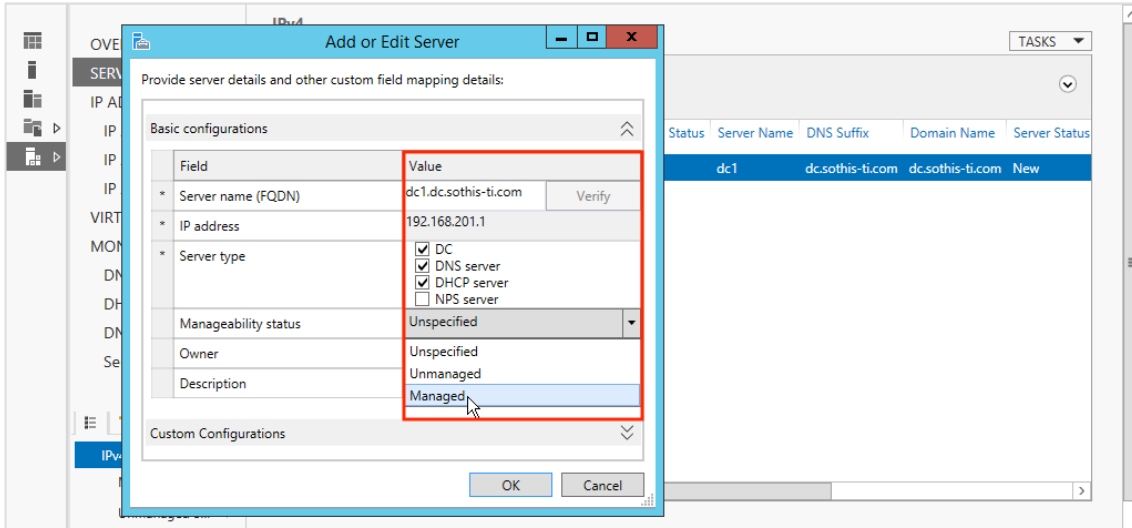 IPv4
Add or Edit Server
TASKS
OVE
SERV
IP AD
IP
IP
IP
VIRT
MON
DN
DH
DN
Se
IPv4
Provide server details and other custom field mapping details:
Basic configurations
Field Value
* Server name (FQDN) dc1.dc.sothis-ti.com Verify
* IP address 192.168.201.1
* Server type DC
DNS server
DHCP server
NPS server
Manageability status Unspecified
Owner Unspecified
Unmanaged
Description Managed
Custom Configurations
OK Cancel
Status Server Name DNS Suffix Domain Name Server Status
dc1 dc.sothis-ti.com dc.sothis-ti.com New